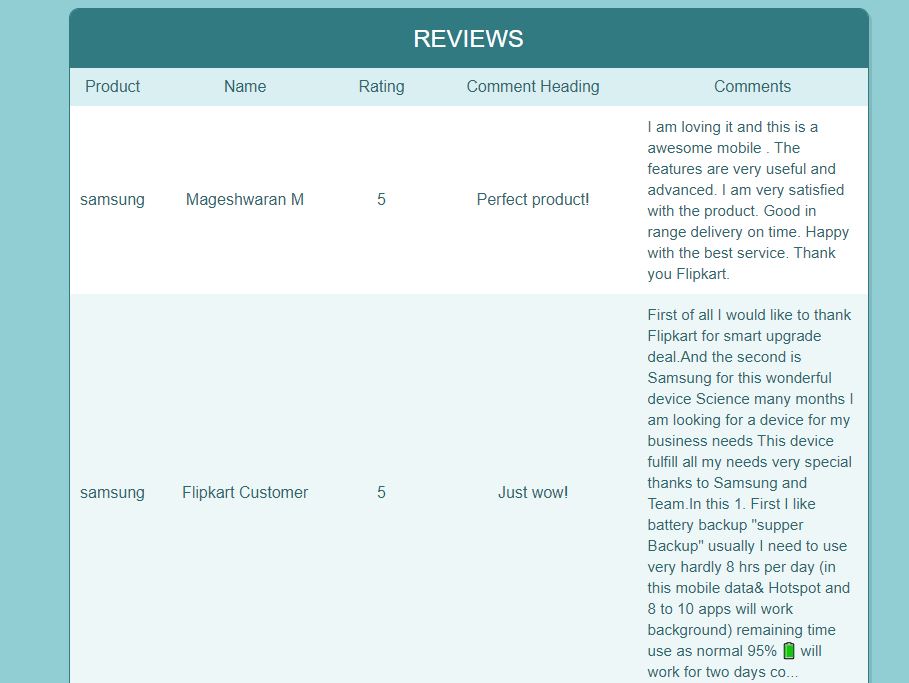 REVIEWS
Product Name Rating Comment Heading Comments
samsung Mageshwaran M 5 Perfect product!
I am loving it and this is a
awesome mobile . The
features are very useful and
advanced. I am very satisfied
with the product. Good in
range delivery on time. Happy
with the best service. Thank
you Flipkart.
samsung Flipkart Customer 5 Just wow!
First of all I would like to thank
Flipkart for smart upgrade
deal.And the second is
Samsung for this wonderful
device Science many months I
am looking for a device for my
business needs This device
fulfill all my needs very special
thanks to Samsung and
Team.In this 1. First I like
battery backup "supper
Backup" usually I need to use
very hardly 8 hrs per day (in
this mobile data& Hotspot and
8 to 10 apps will work
background) remaining time
use as normal 95% 🔋 will
work for two days co...